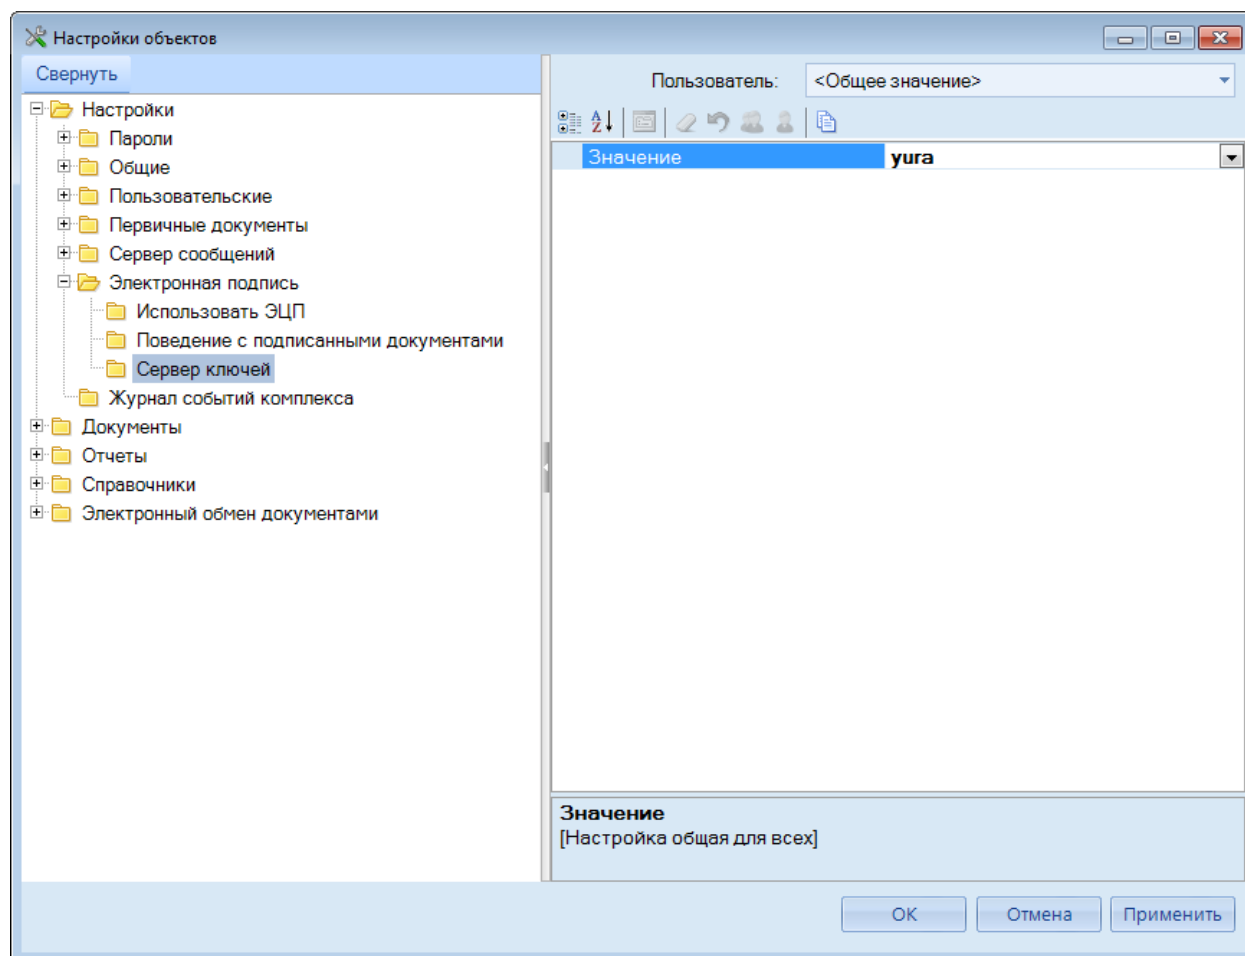 Настройки объектов
Свернуть
Настройки
Пароли
Общие
Пользовательские
Первичные документы
Сервер сообщений
Электронная подпись
Использовать ЭЦП
Поведение с подписанными документами
Сервер ключей
Журнал событий комплекса
Документы
Отчеты
Справочники
Электронный обмен документами
Пользователь: <Общее значение>
Значение yura
Значение
[Настройка общая для всех]
ОК Отмена Применить